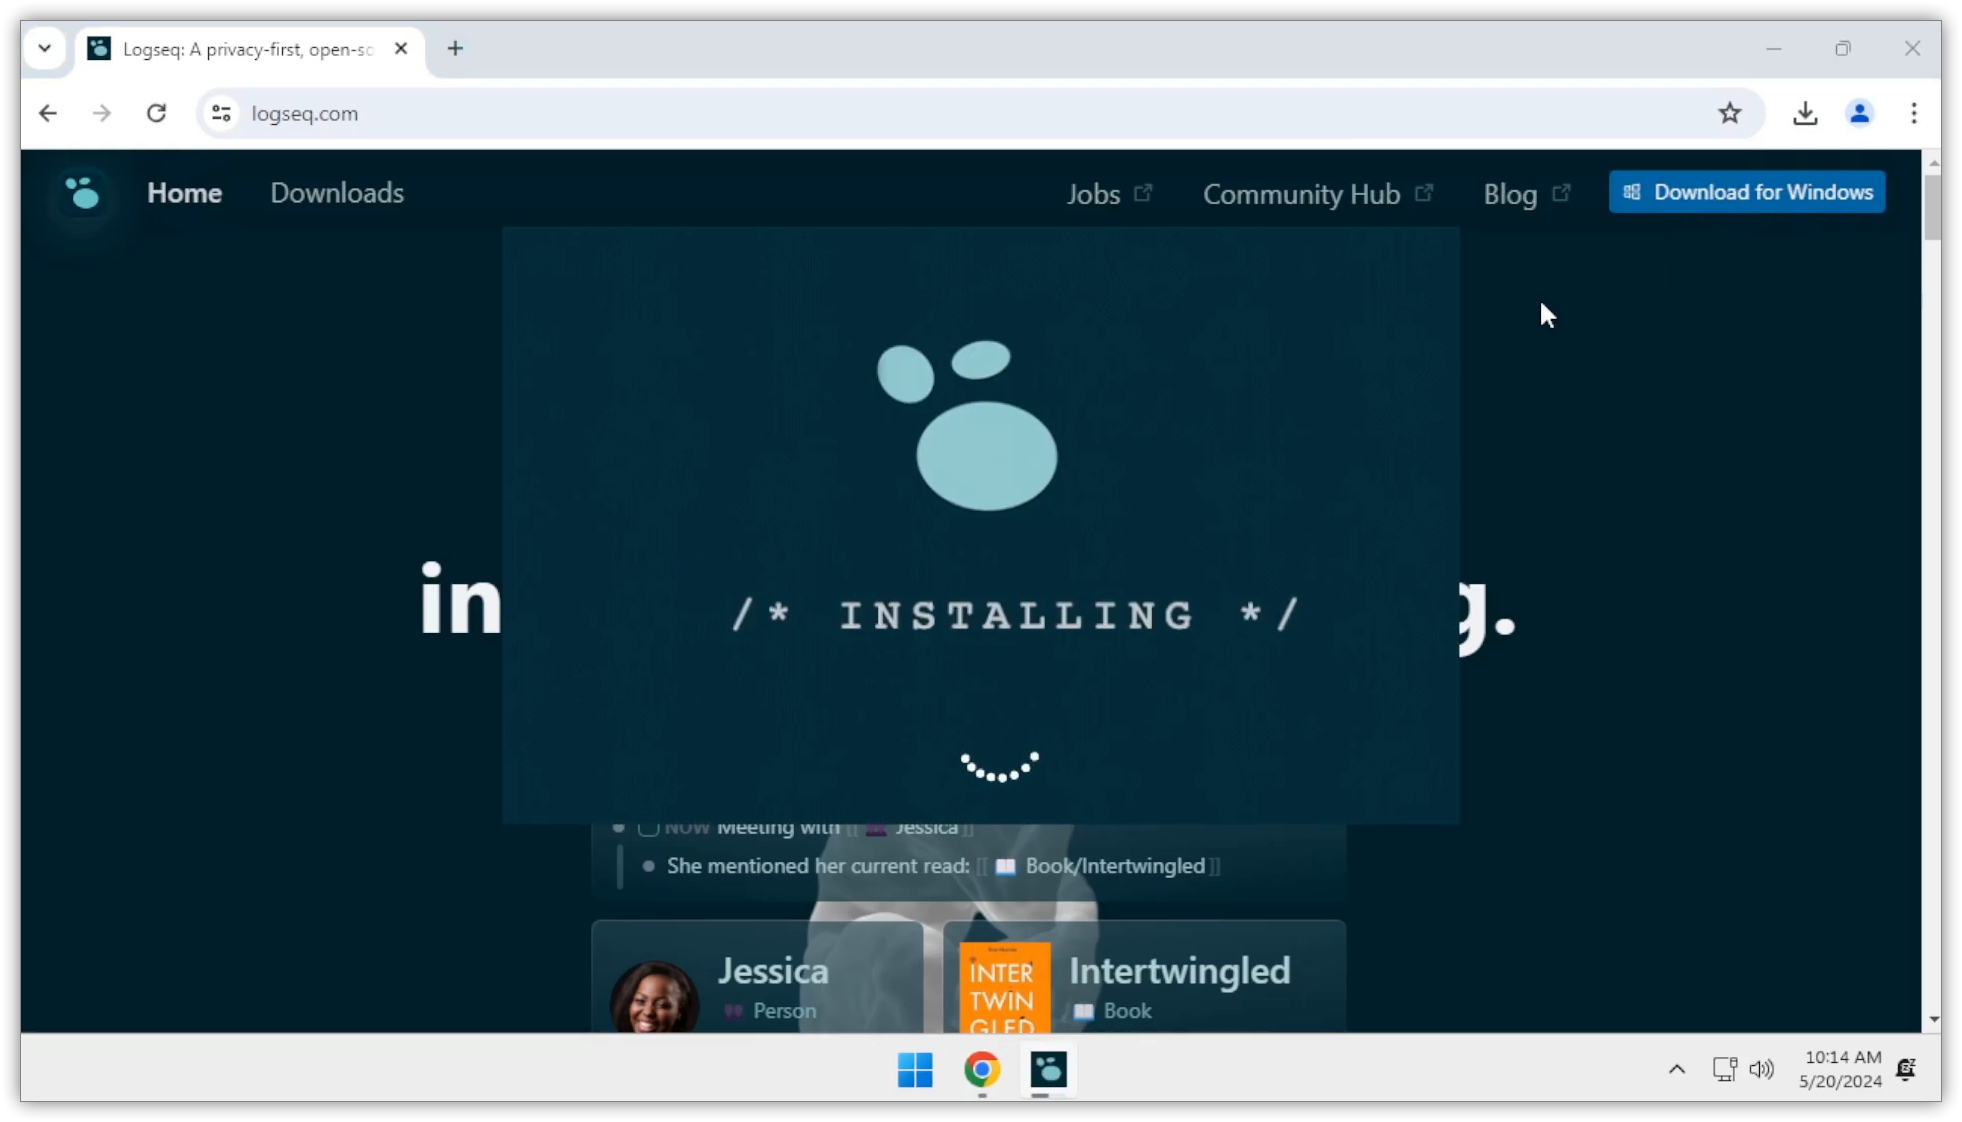 Logseq: A privacy-first, open-sc
logseq.com
Home Downloads Jobs Community Hub Blog Download for Windows
in g.
/* INSTALLING */
NOW Meeting with [[ Jessica ]]
She mentioned her current read: [[ Book/Intertwingled ]]
Jessica
Person
INTER
TWIN
GLED
Intertwingled
Book
10:14 AM
5/20/2024